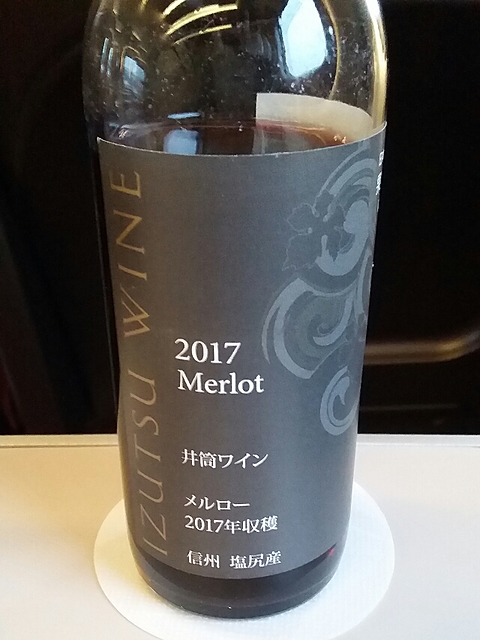 IZUTSU WINE
2017
Merlot
井筒ワイン
メルロー
2017年収穫
信州 塩尻産